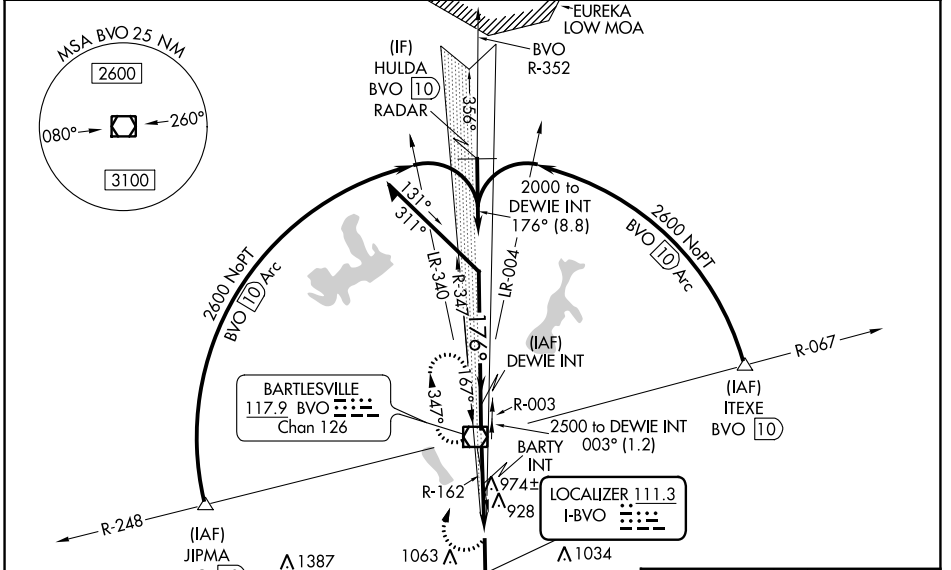 EUREKA
LOW MOA
MSA BVO 25 NM
2600
080°
260°
3100
(IF)
HULDA
BVO 10
RADAR
BVO
R-352
356°
2000 to
DEWIE INT
176° (8.8)
131°
311°
LR-340
R-347
LR-004
2600 NoPT
BVO 10 Arc
2600 NoPT
BVO 10 Arc
176°
(IAF)
DEWIE INT
R-067
(IAF)
ITEXE
BVO 10
BARTLESVILLE
117.9 BVO
Chan 126
347°
167°
R-003
2500 to DEWIE INT
003° (1.2)
BARTY
INT
R-162
974±
928
LOCALIZER 111.3
I-BVO
R-248
(IAF)
JIPMA
1387
1063
1034